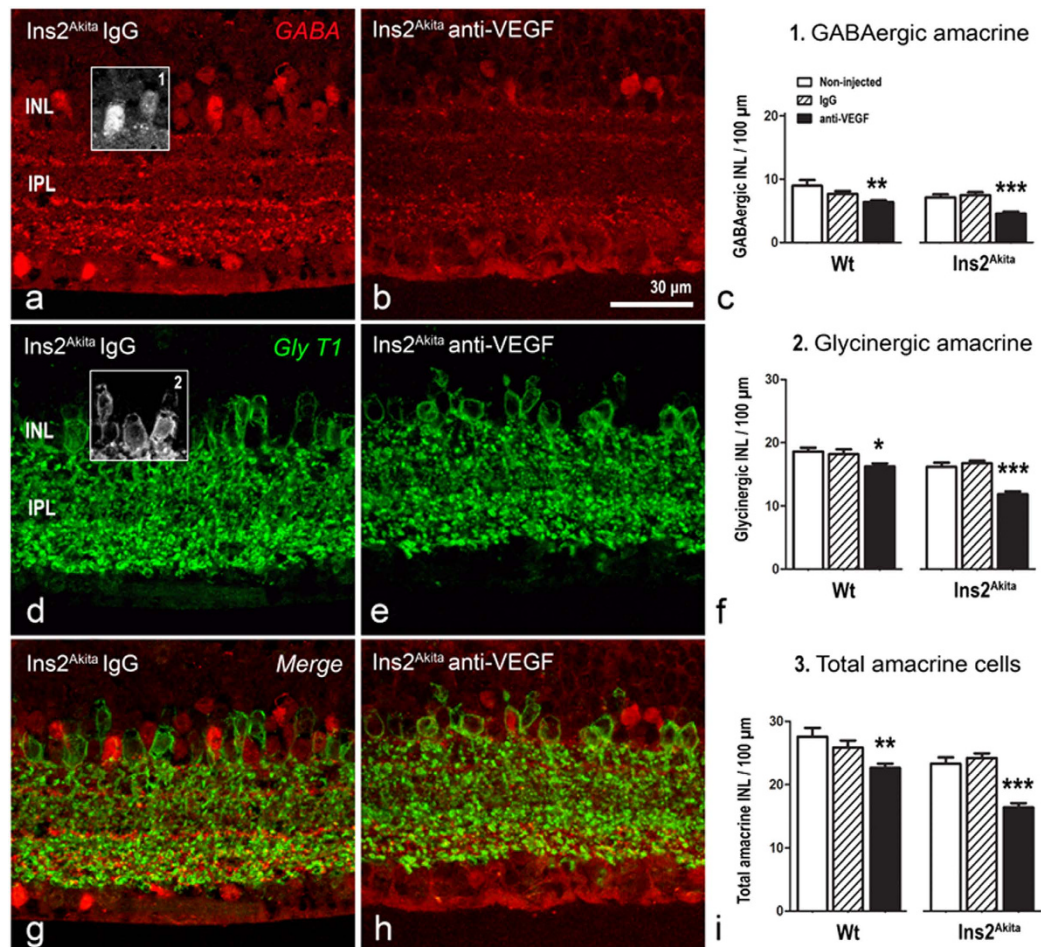 Ins2Akita IgG GABA
1
INL
IPL
a
Ins2Akita anti-VEGF
30 µm
b
1. GABAergic amacrine
Non-injected
IgG
anti-VEGF
GABAergic INL / 100 µm
20
10
0
**
***
Wt Ins2Akita
c
Ins2Akita IgG Gly T1
2
INL
IPL
d
Ins2Akita anti-VEGF
e
2. Glycinergic amacrine
Glycinergic INL / 100 µm
30
20
10
0
*
***
Wt Ins2Akita
f
Ins2Akita IgG Merge
g
Ins2Akita anti-VEGF
h
3. Total amacrine cells
Total amacrine INL / 100 µm
30
20
10
0
**
***
Wt Ins2Akita
i